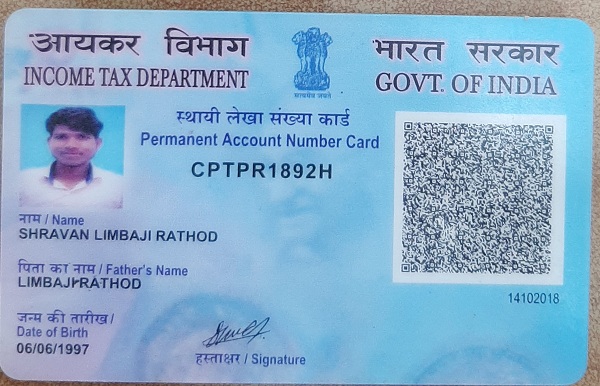 आयकर विभाग
INCOME TAX DEPARTMENT
सत्यमेव जयते
भारत सरकार
GOVT. OF INDIA
स्थायी लेखा संख्या कार्ड
Permanent Account Number Card
CPTPR1892H
नाम / Name
SHRAVAN LIMBAJI RATHOD
पिता का नाम / Father's Name
LIMBAJI RATHOD
जन्म की तारीख /
Date of Birth
06/06/1997
हस्ताक्षर / Signature
14102018